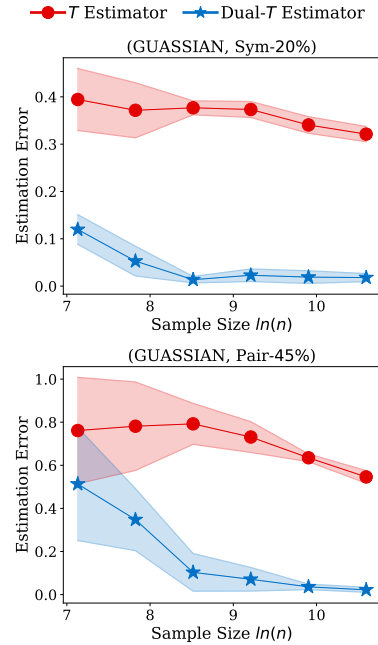 T Estimator Dual-T Estimator
(GUASSIAN, Sym-20%)
Estimation Error
0.4
0.3
0.2
0.1
0.0
7 8 9 10
Sample Size ln(n)
(GUASSIAN, Pair-45%)
Estimation Error
1.0
0.8
0.6
0.4
0.2
0.0
7 8 9 10
Sample Size ln(n)